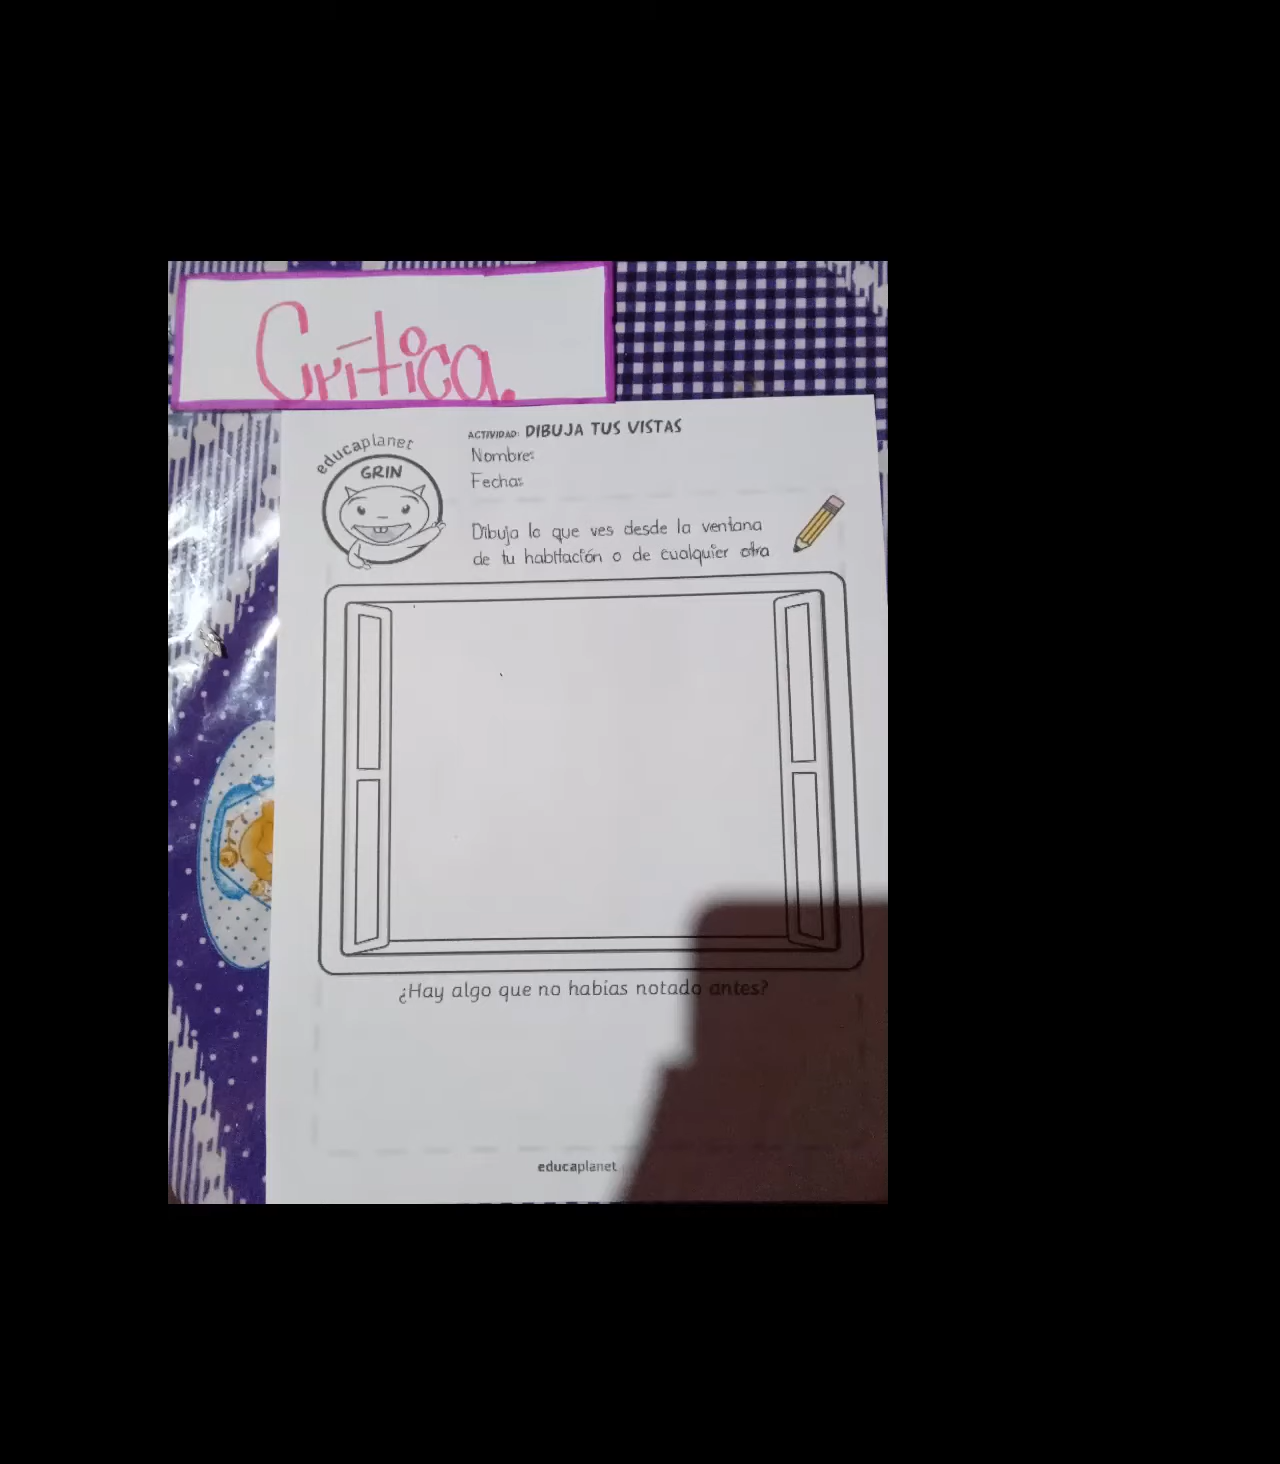 Crítica.
educaplanet
GRIN
ACTIVIDAD: DIBUJA TUS VISTAS
Nombre:
Fecha:
Dibuja lo que ves desde la ventana
de tu habitación o de cualquier otra
¿Hay algo que no habías notado antes?
educaplanet